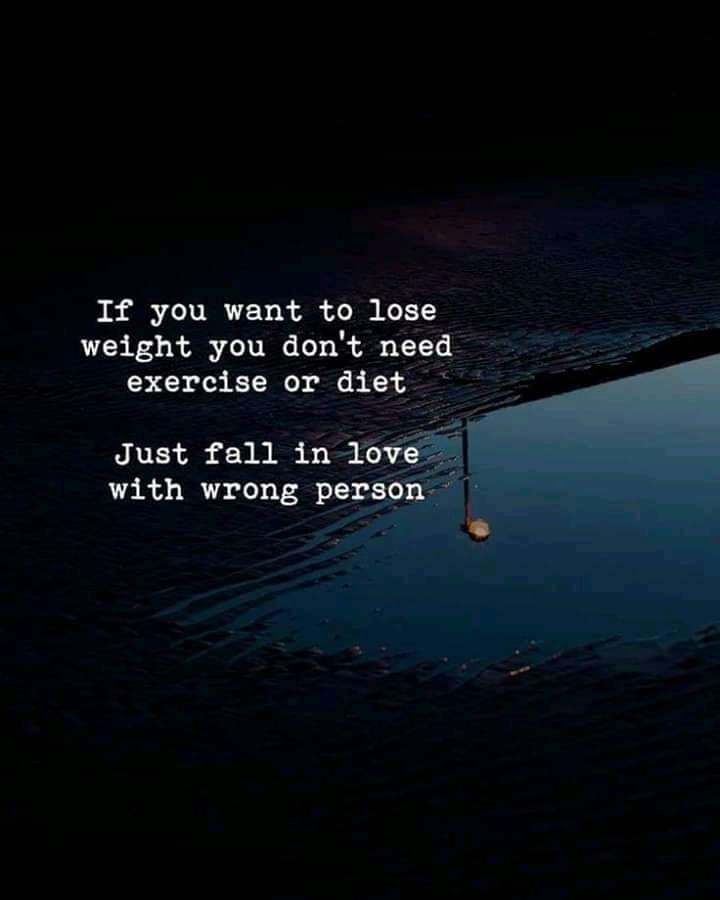 If you want to lose
weight you don't need
exercise or diet
Just fall in love
with wrong person